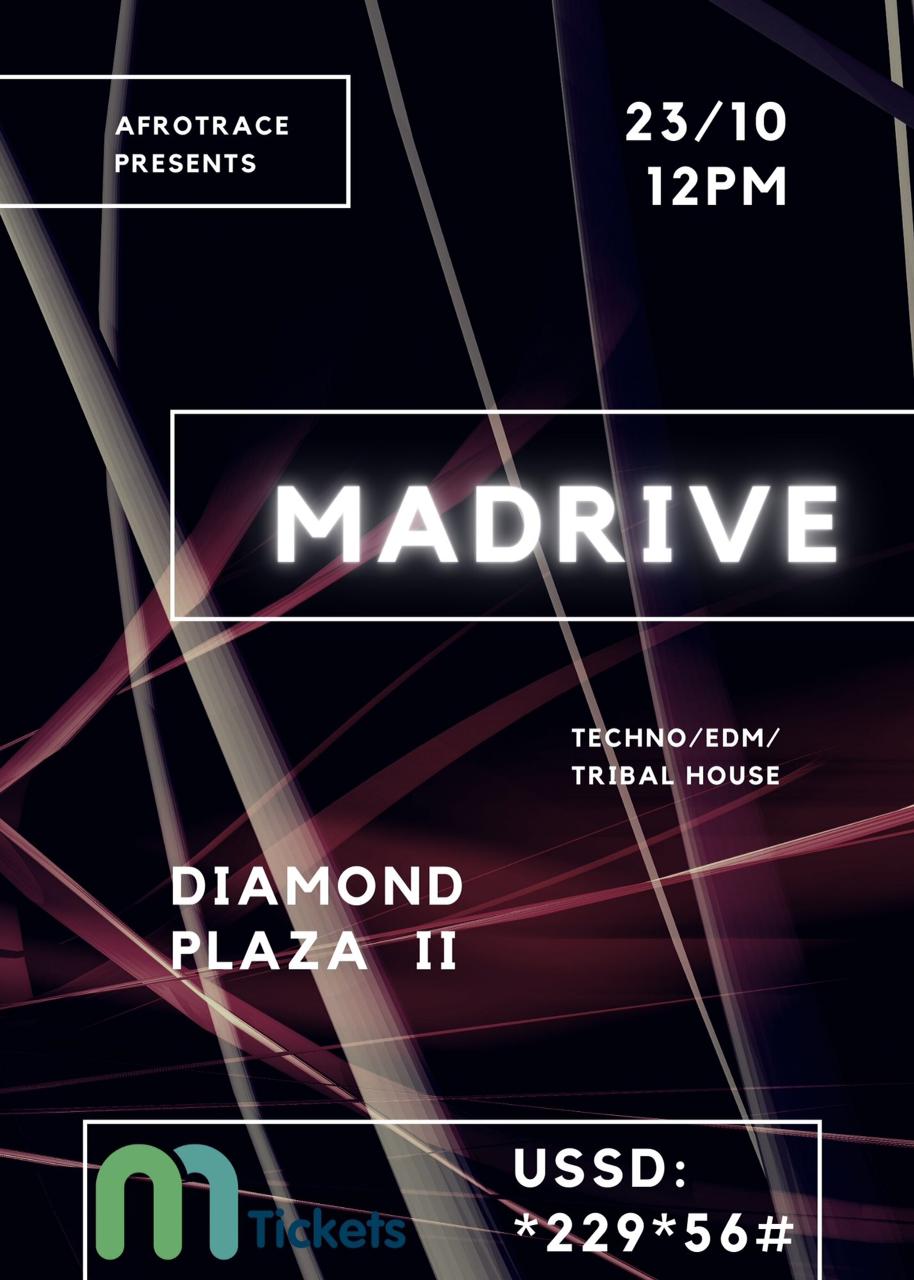 AFROTRACE
PRESENTS
23/10
12PM
MADRIVE
TECHNO/EDM/
TRIBAL HOUSE
DIAMOND
PLAZA II
m Tickets
USSD:
*229*56#